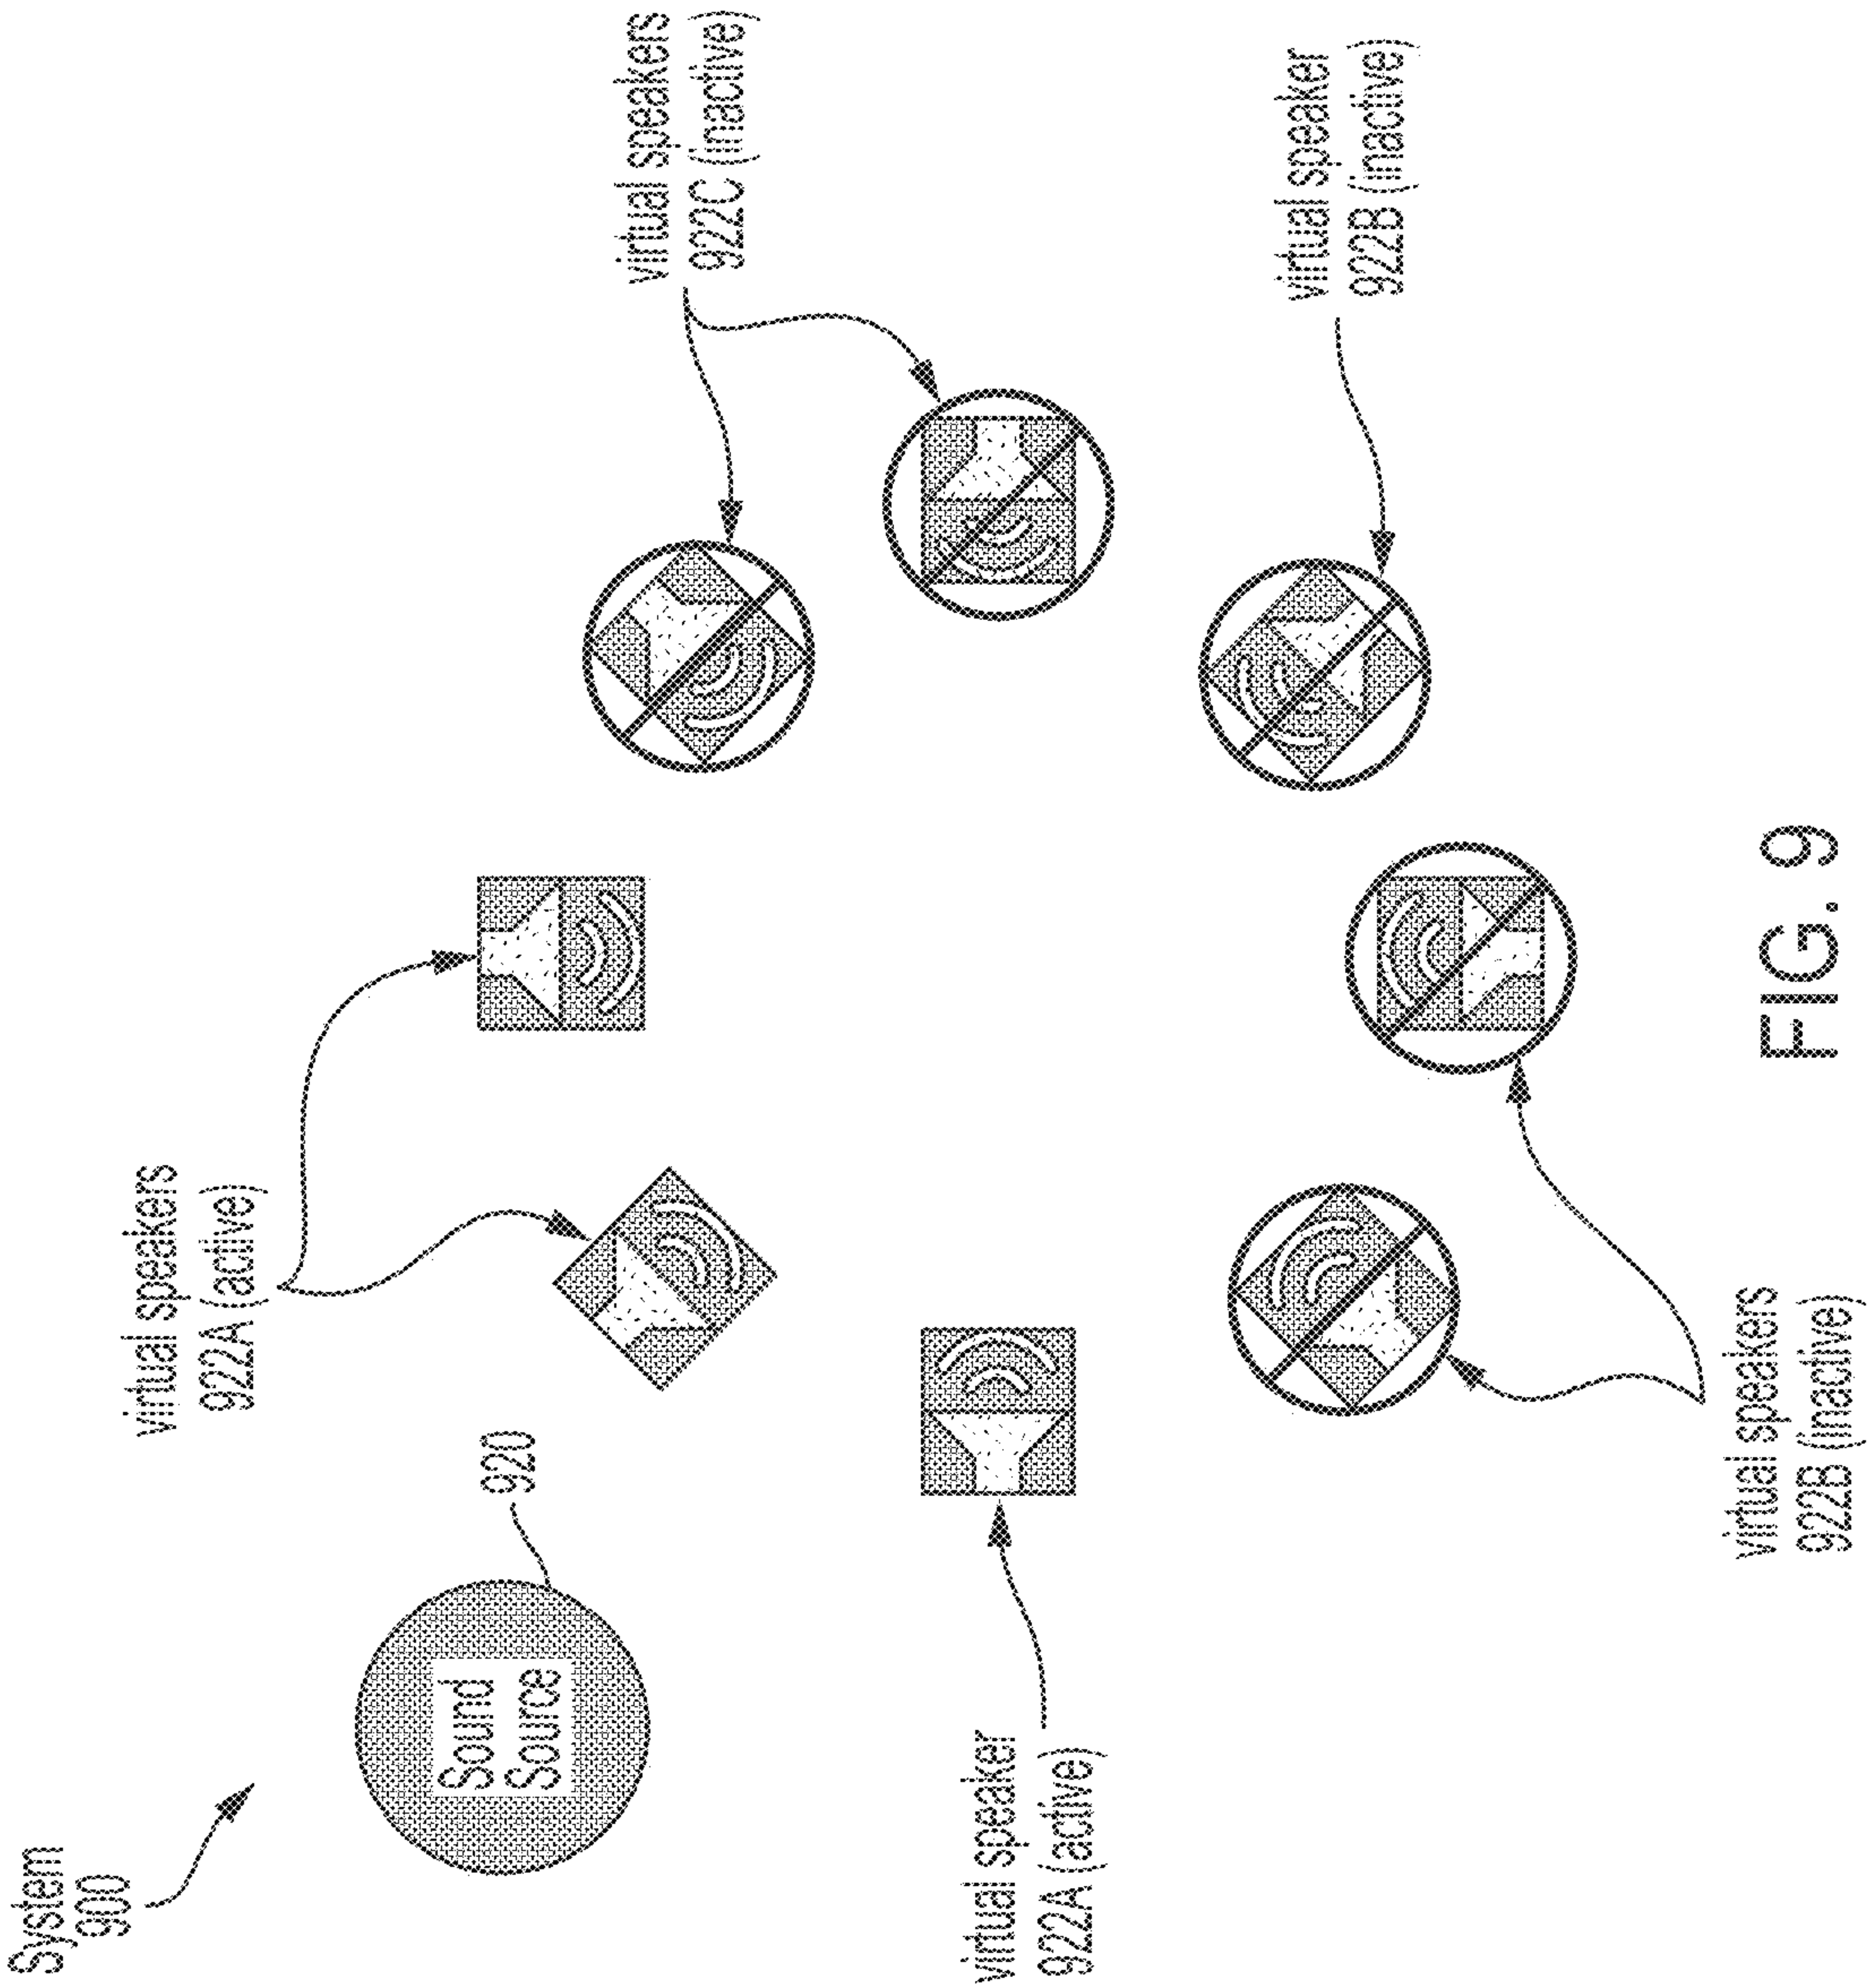 System
900
Sound
Source
920
virtual speakers
922A (active)
virtual speakers
922C (inactive)
virtual speaker
922A (active)
virtual speaker
922B (inactive)
virtual speakers
922B (inactive)
FIG. 9